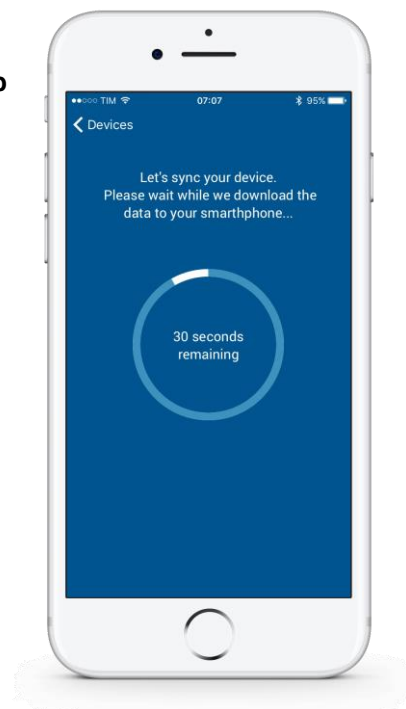 o
●●○○○ TIM 07:07 95%
Devices
Let's sync your device.
Please wait while we download the
data to your smarthphone...
30 seconds
remaining